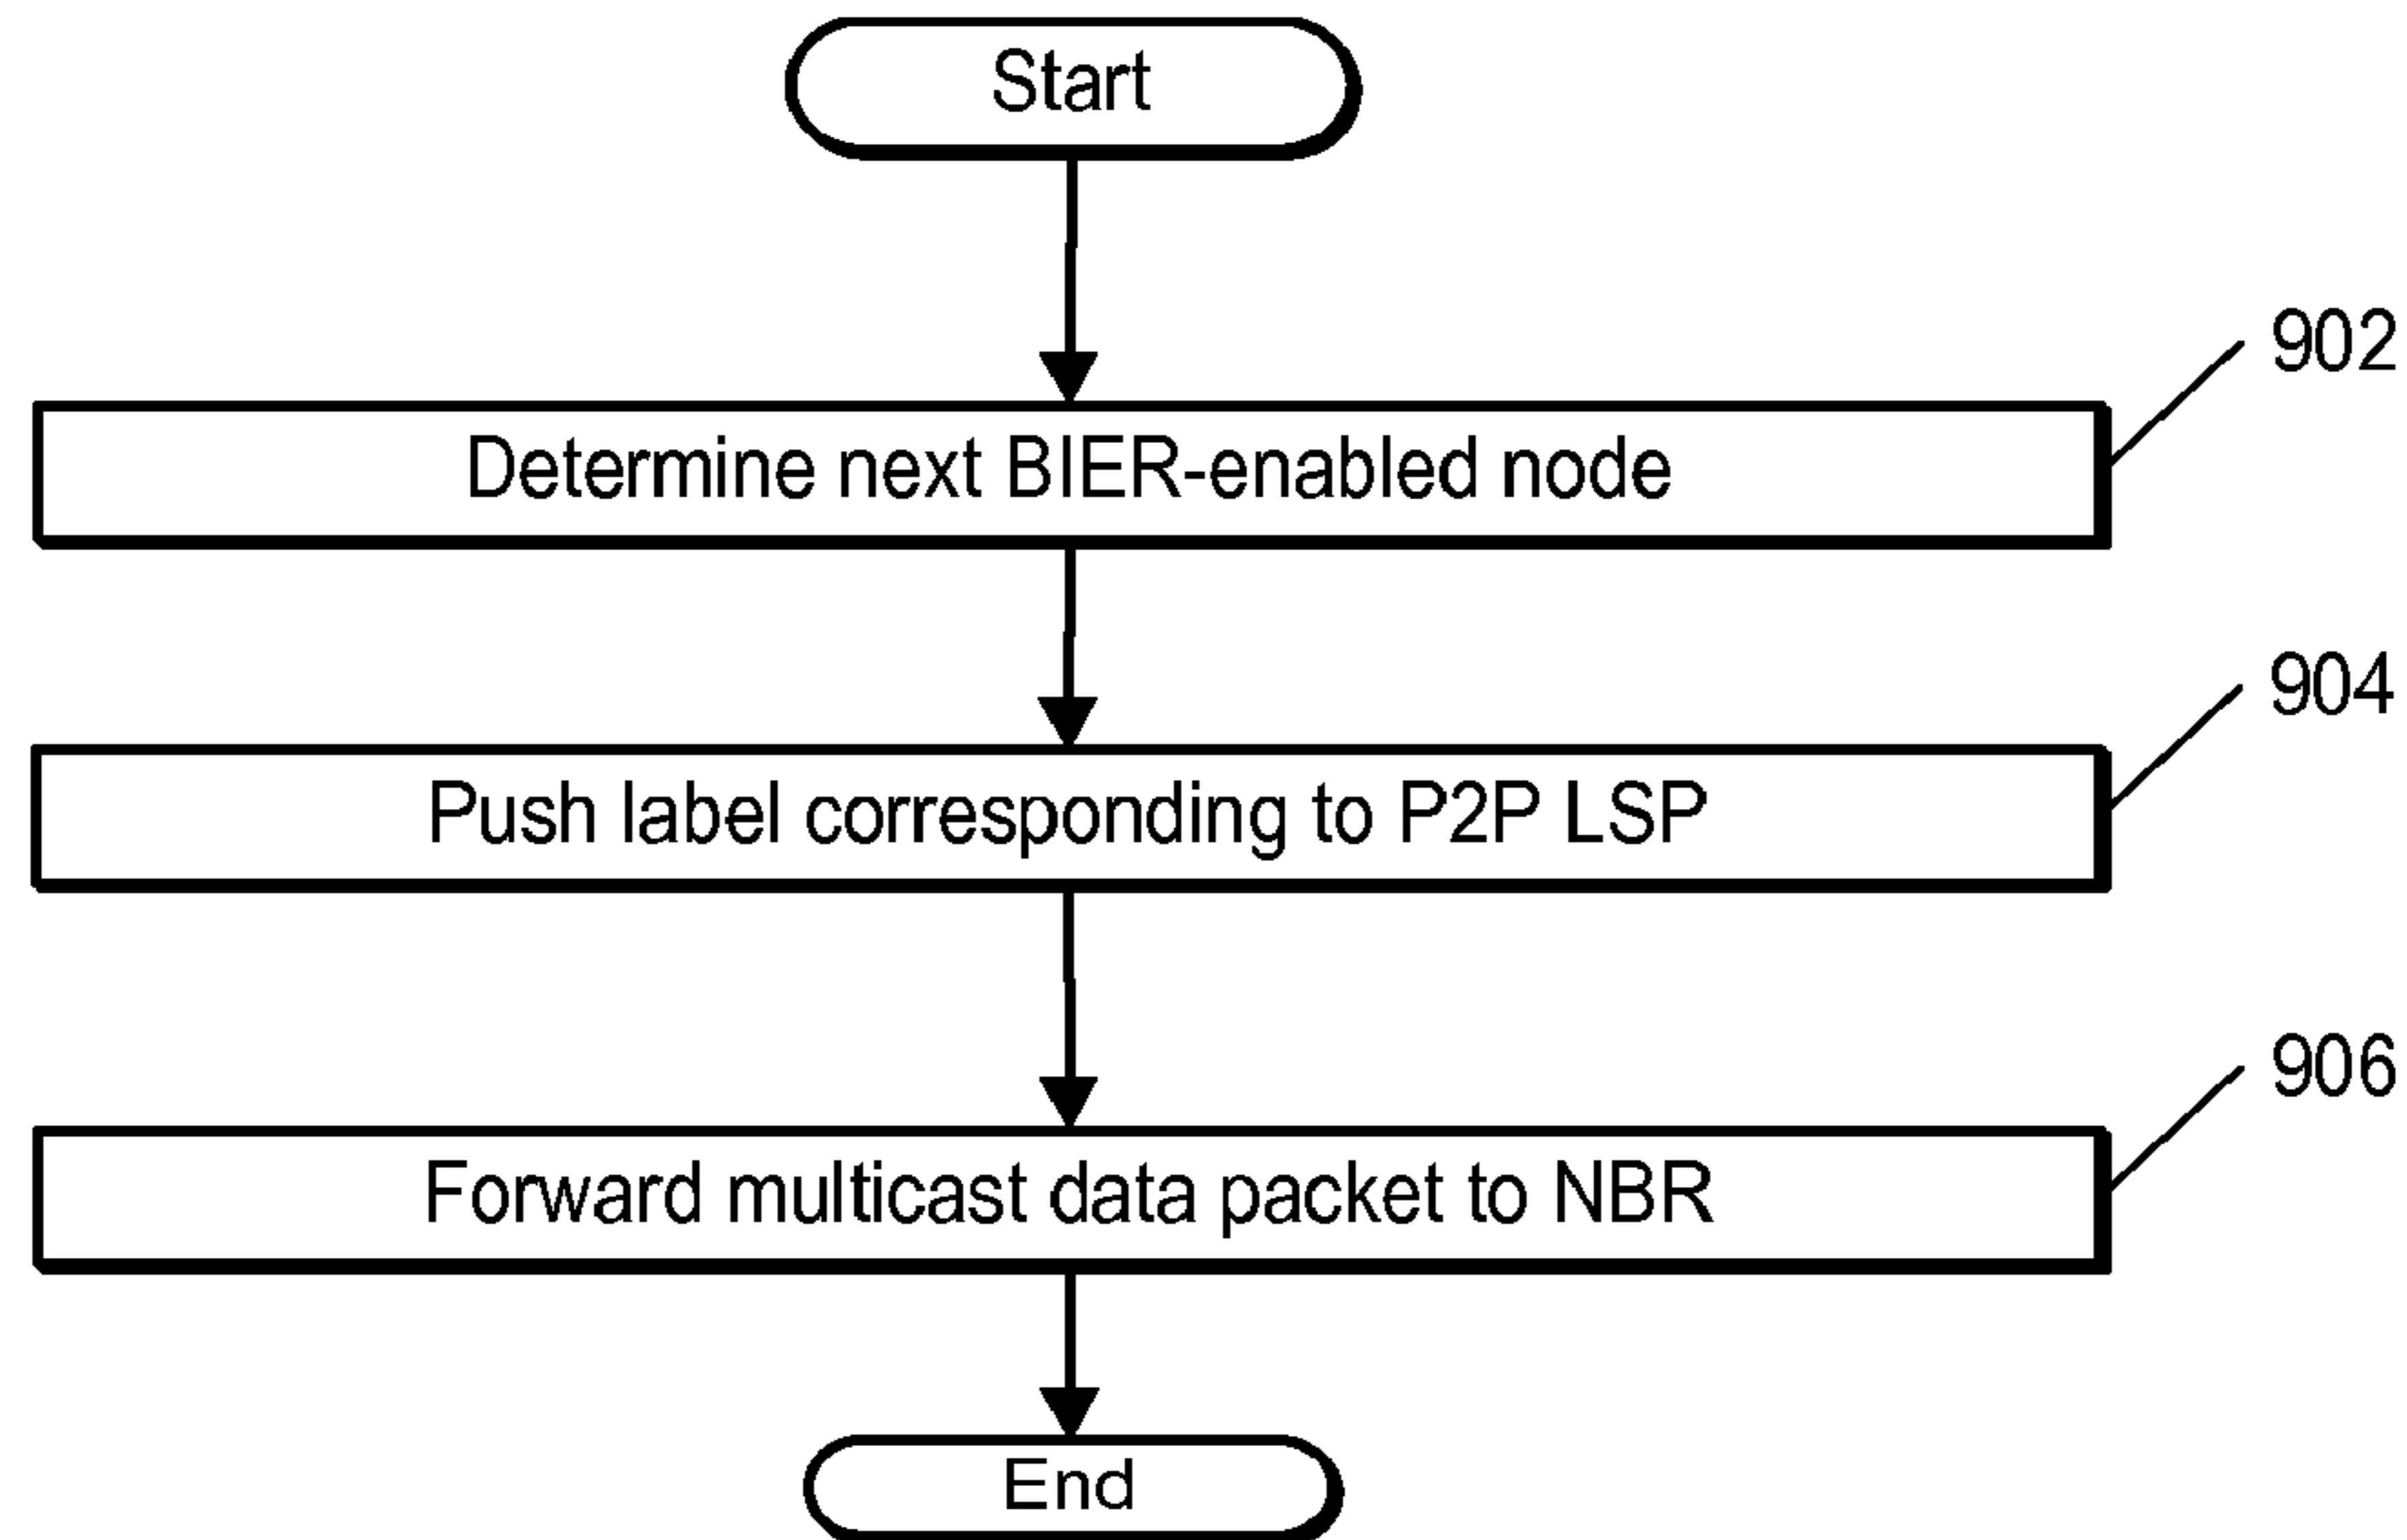 Start
902
Determine next BIER-enabled node
904
Push label corresponding to P2P LSP
906
Forward multicast data packet to NBR
End